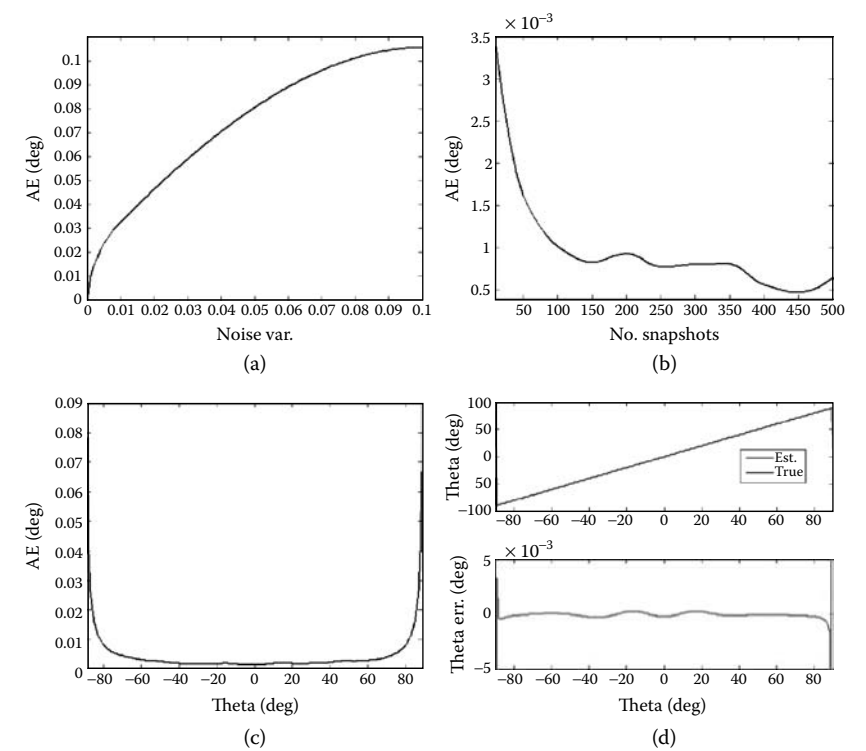 0.1
0.09
0.08
0.07
0.06
0.05
0.04
0.03
0.02
0.01
0
AE (deg)
0 0.01 0.02 0.03 0.04 0.05 0.06 0.07 0.08 0.09 0.1
Noise var.
(a)
× 10⁻³
3.5
3
2.5
2
1.5
1
0.5
AE (deg)
50 100 150 200 250 300 350 400 450 500
No. snapshots
(b)
0.09
0.08
0.07
0.06
0.05
0.04
0.03
0.02
0.01
0
AE (deg)
−80 −60 −40 −20 0 20 40 60 80
Theta (deg)
(c)
100
50
0
50
−100
Theta (deg)
Est.
True
−80 −60 −40 −20 0 20 40 60 80
× 10⁻³
5
0
−5
Theta err. (deg)
−80 −60 −40 −20 0 20 40 60 80
Theta (deg)
(d)